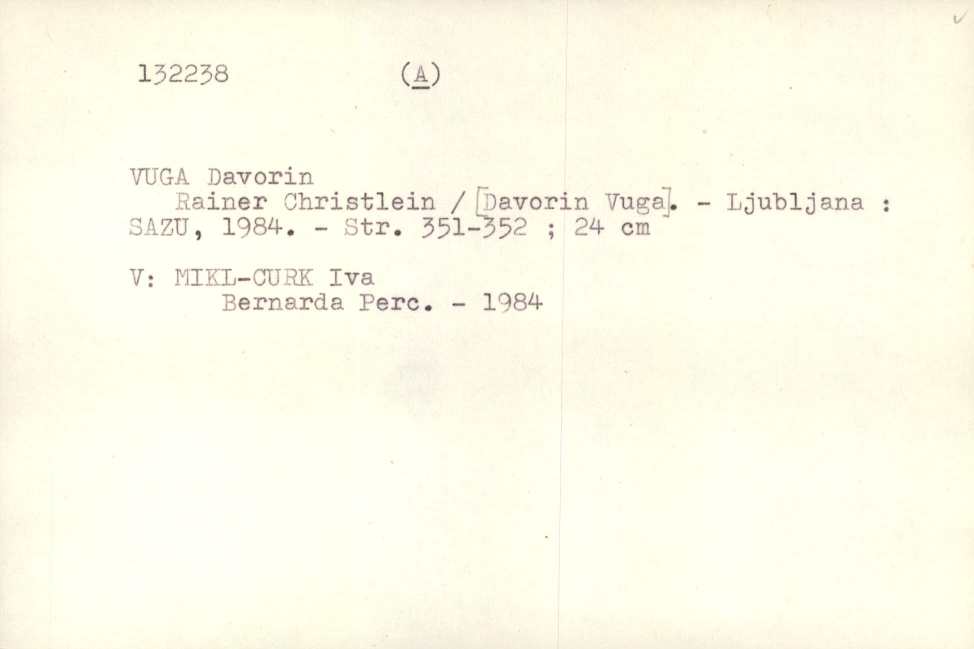 132238 (A)
VUGA Davorin
Rainer Christlein / [Davorin Vuga]. - Ljubljana :
SAZU, 1984. - Str. 351-352 ; 24 cm
V: MIKL-CURK Iva
Bernarda Perc. - 1984